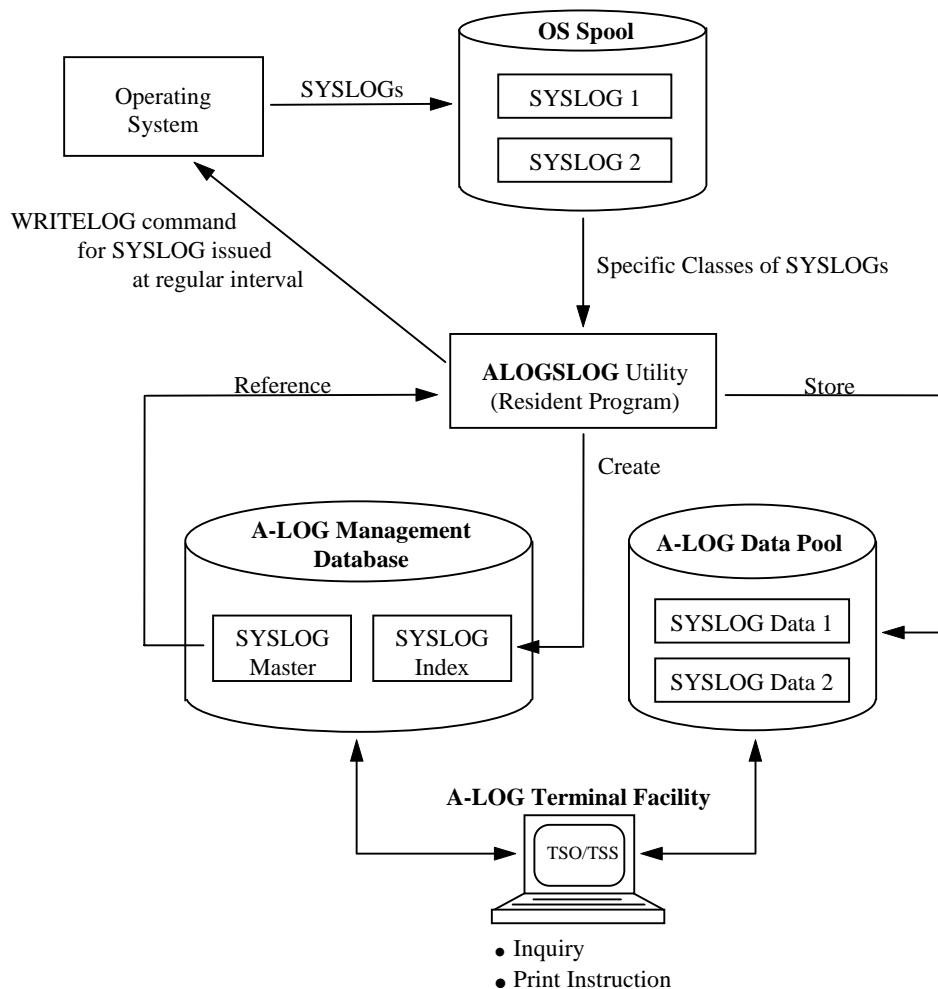 OS Spool
SYSLOG 1
SYSLOG 2
Operating
System
SYSLOGs
WRITELOG command
for SYSLOG issued
at regular interval
Specific Classes of SYSLOGs
ALOGSLOG Utility
(Resident Program)
Reference
Store
Create
A-LOG Management
Database
SYSLOG
Master
SYSLOG
Index
A-LOG Data Pool
SYSLOG Data 1
SYSLOG Data 2
A-LOG Terminal Facility
TSO/TSS
• Inquiry
• Print Instruction